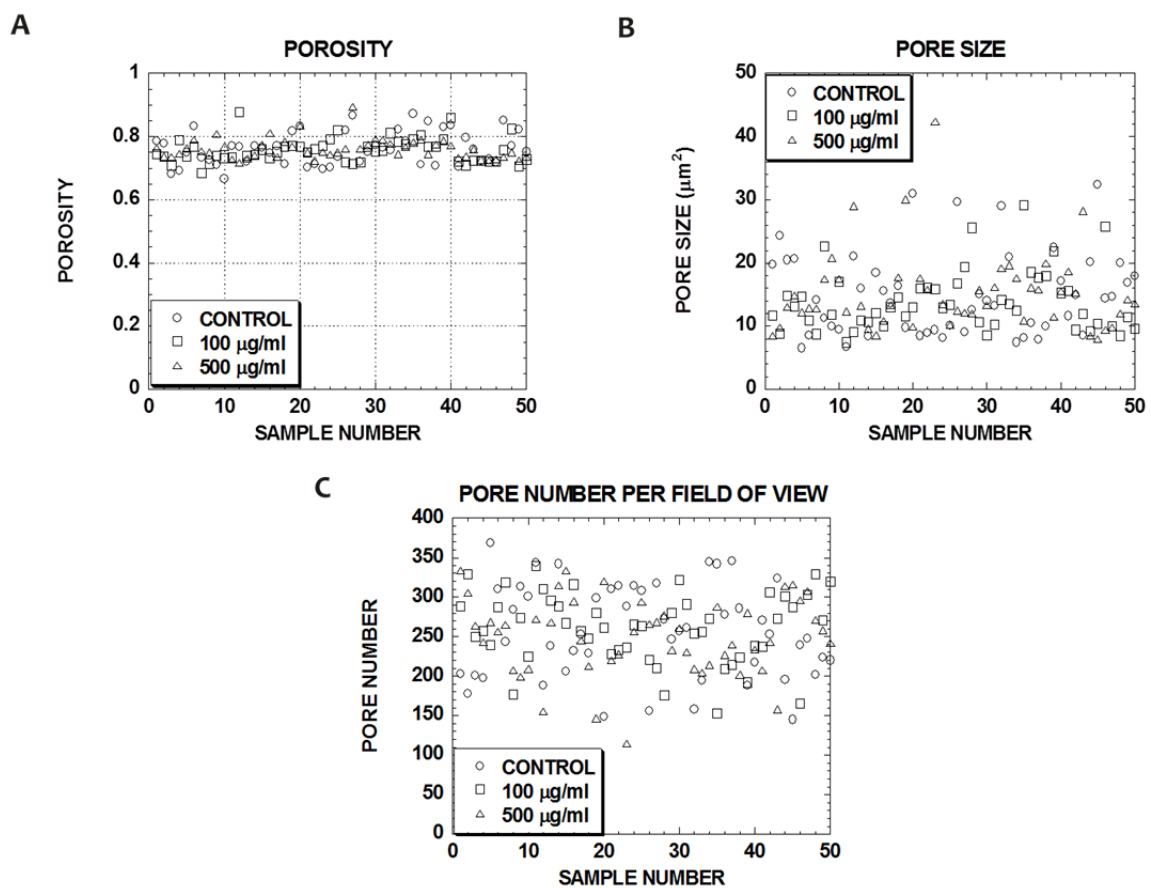 A
POROSITY
POROSITY
1
0.8
0.6
0.4
0.2
0
CONTROL
100 μg/ml
500 μg/ml
0 10 20 30 40 50
SAMPLE NUMBER
B
PORE SIZE
PORE SIZE (μm²)
50
40
30
20
10
0
CONTROL
100 μg/ml
500 μg/ml
0 10 20 30 40 50
SAMPLE NUMBER
C
PORE NUMBER PER FIELD OF VIEW
PORE NUMBER
400
350
300
250
200
150
100
50
0
CONTROL
100 μg/ml
500 μg/ml
0 10 20 30 40 50
SAMPLE NUMBER